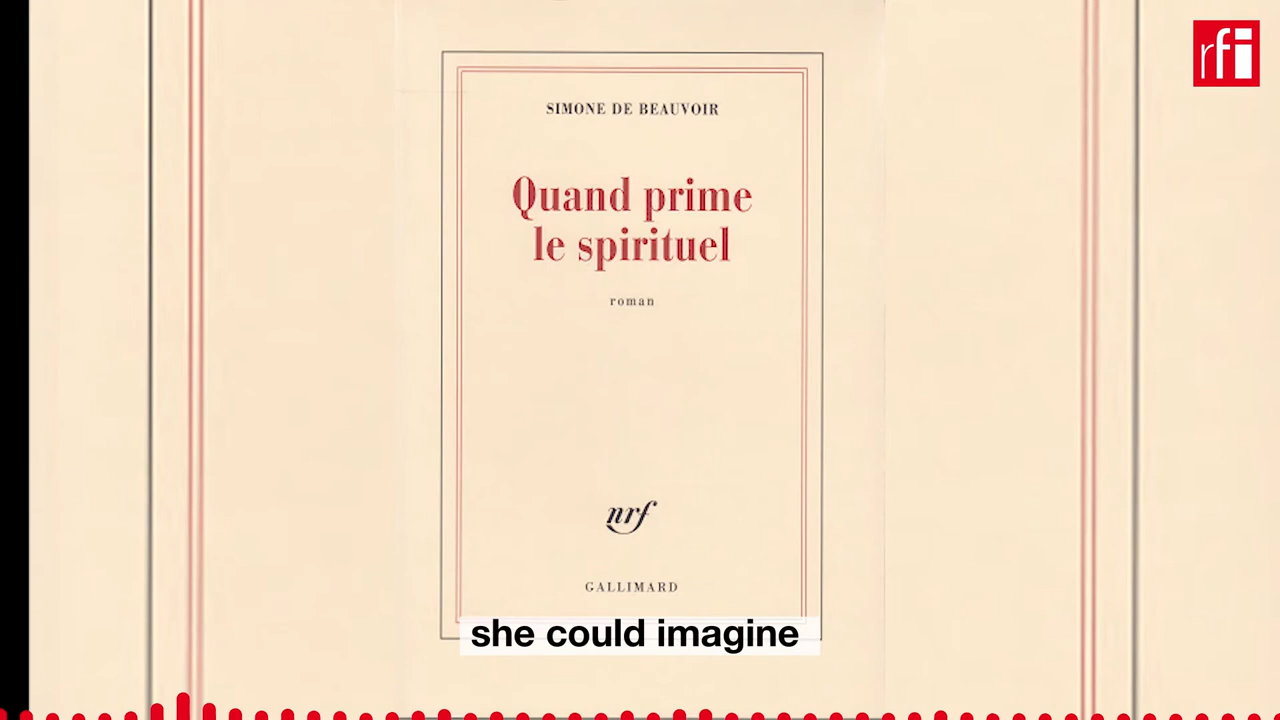 rfi
SIMONE DE BEAUVOIR
Quand prime
le spirituel
roman
nrf
GALLIMARD
she could imagine